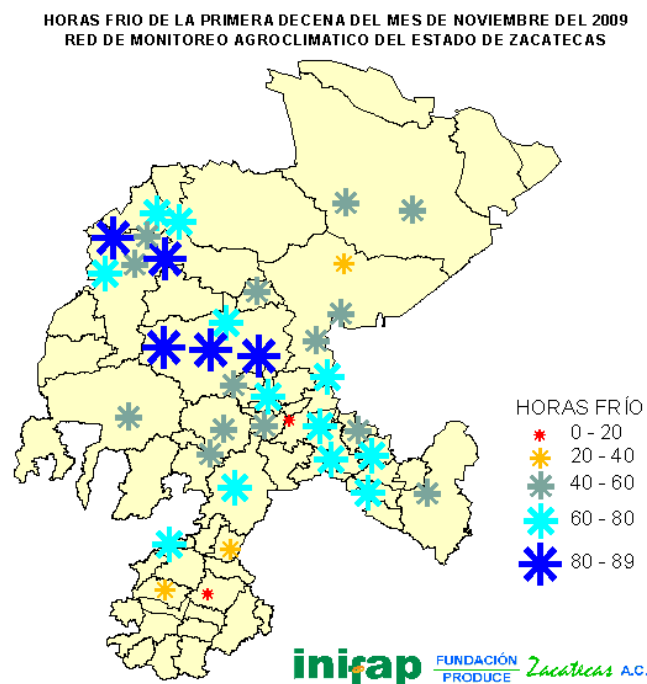 HORAS FRIO DE LA PRIMERA DECENA DEL MES DE NOVIEMBRE DEL 2009
RED DE MONITOREO AGROCLIMATICO DEL ESTADO DE ZACATECAS
HORAS FRÍO
0 - 20
20 - 40
40 - 60
60 - 80
80 - 89
inifap
FUNDACIÓN
PRODUCE
Zacatecas A.C.